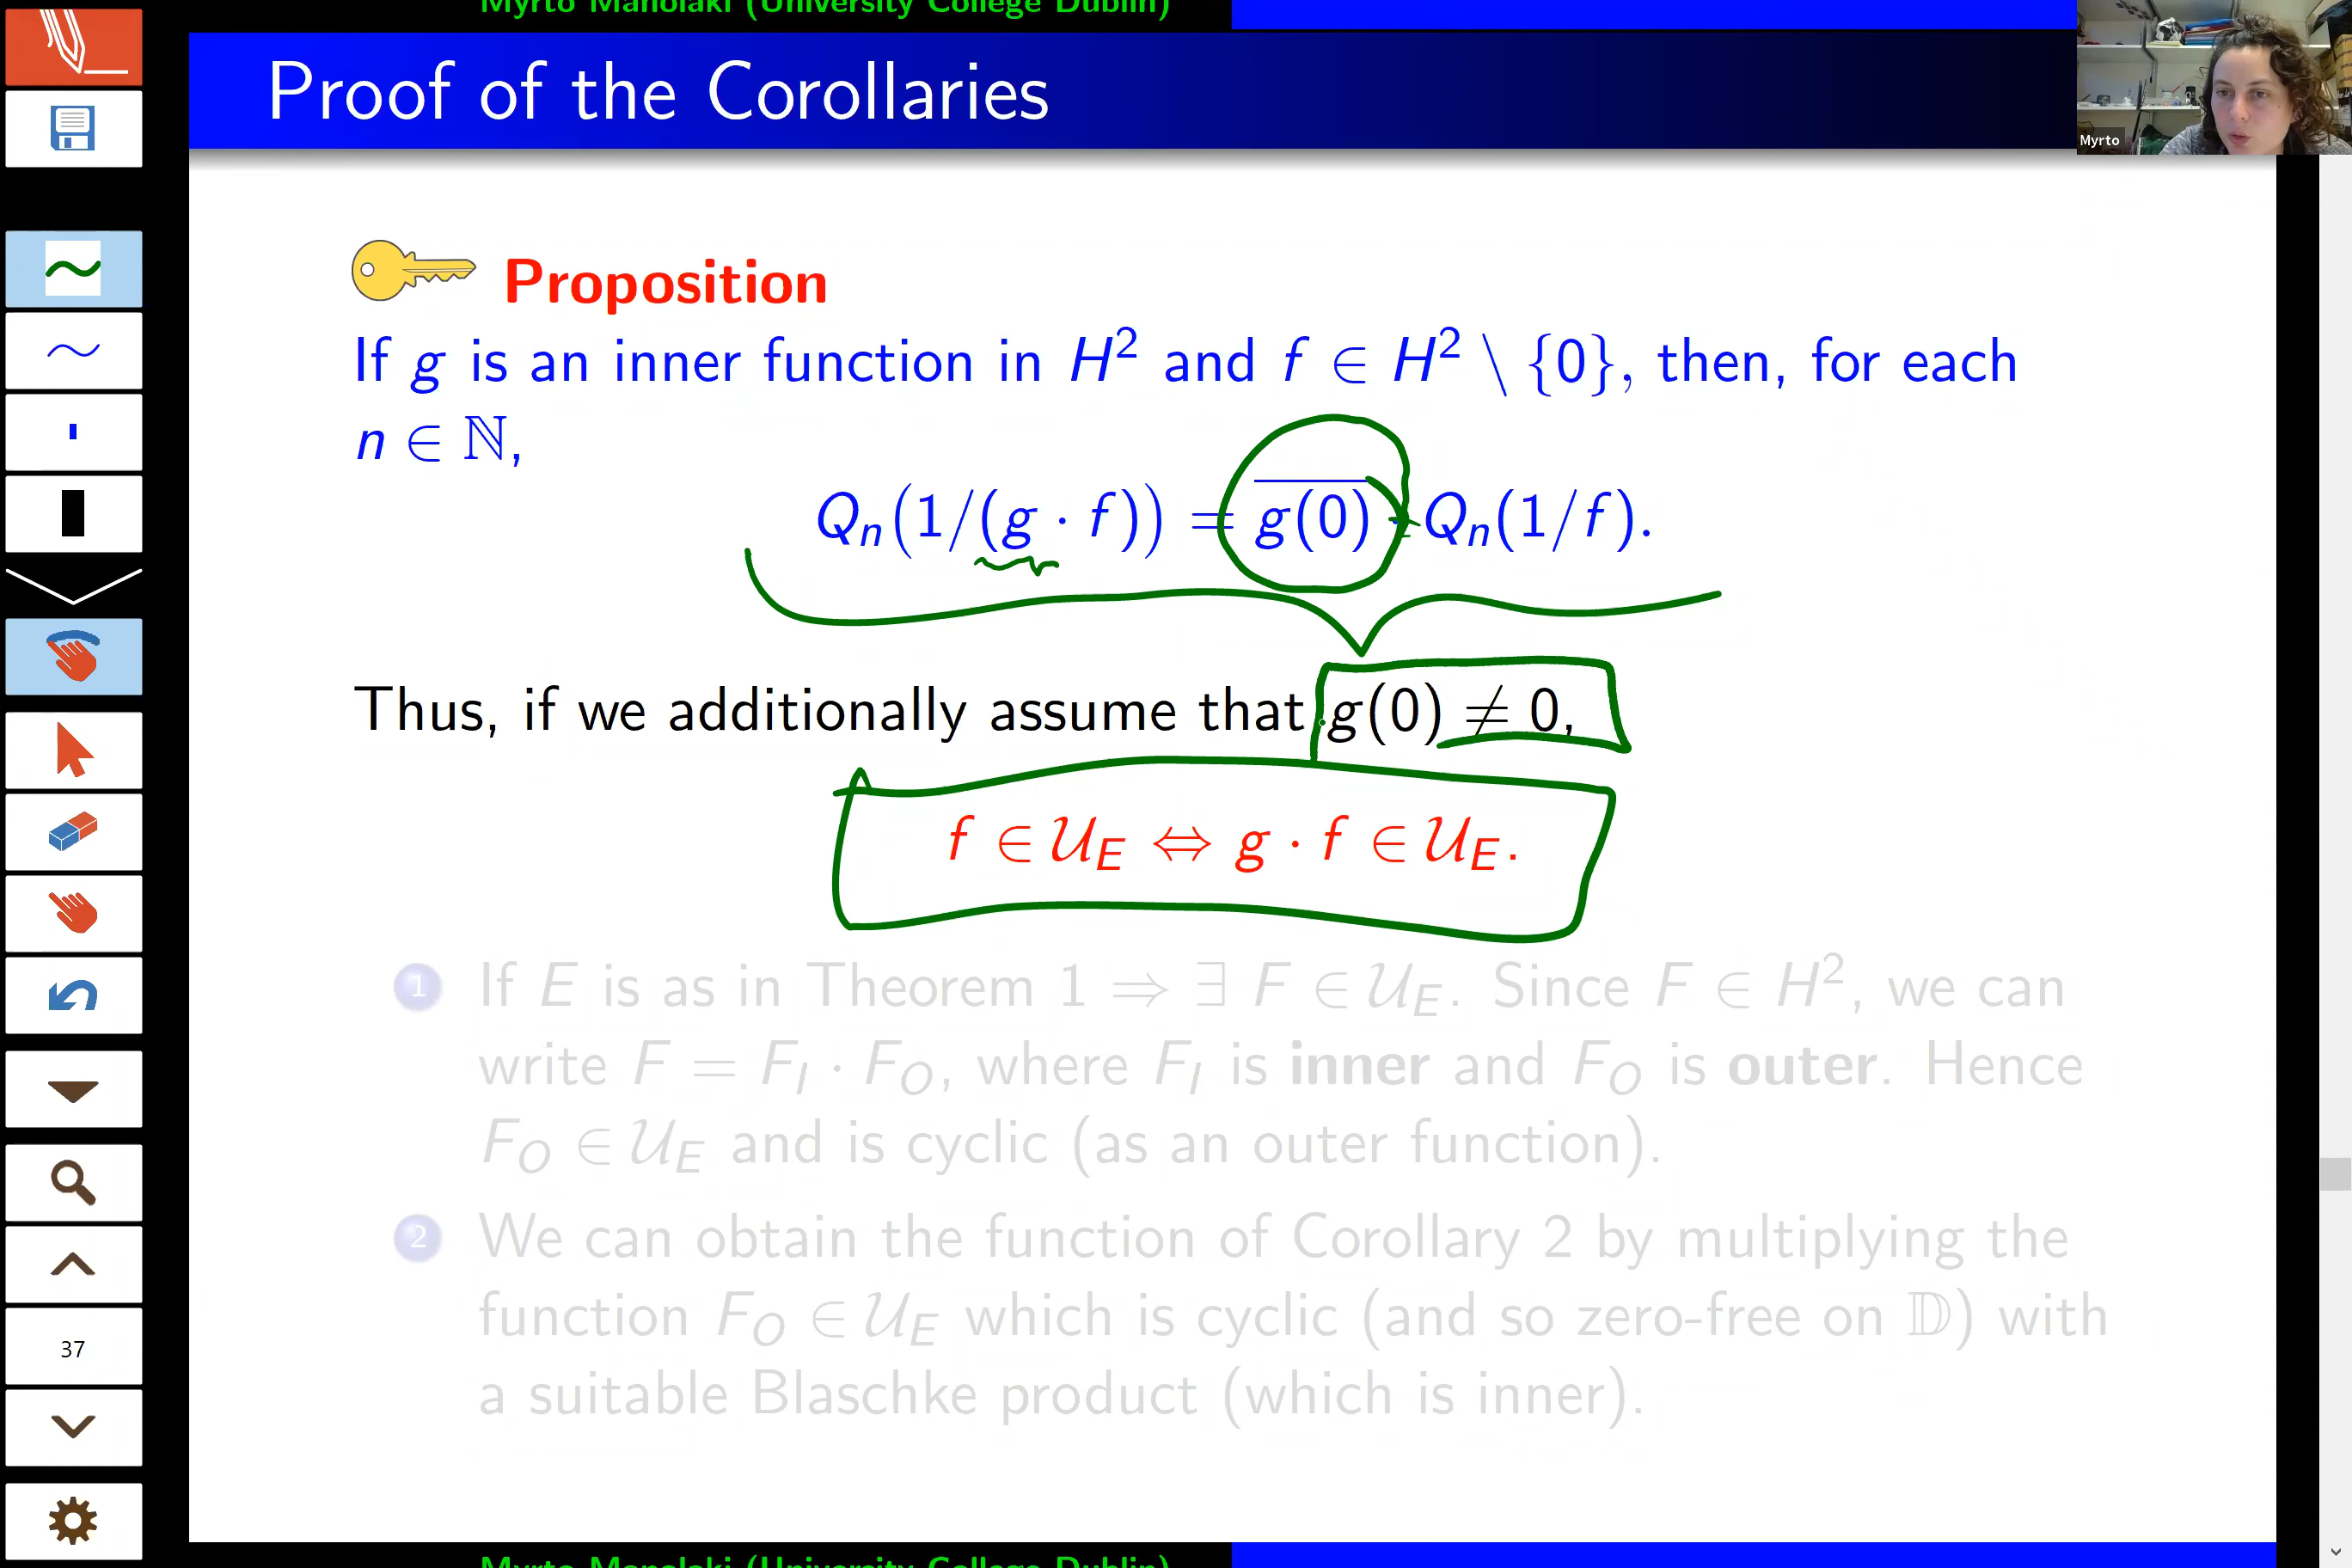 Myrto Manolaki (University College Dublin)
Proof of the Corollaries
Myrto
Proposition
If g is an inner function in H² and f ∈ H² \ {0}, then, for each
n ∈ ℕ,
Qₙ(1/(g · f)) = \overline{g(0)} · Qₙ(1/f).
Thus, if we additionally assume that g(0) ≠ 0,
f ∈ 𝒰_E ⇔ g · f ∈ 𝒰_E.
1 If E is as in Theorem 1 ⇒ ∃ F ∈ 𝒰_E. Since F ∈ H², we can
write F = F_I · F_O, where F_I is inner and F_O is outer. Hence
F_O ∈ 𝒰_E and is cyclic (as an outer function).
2 We can obtain the function of Corollary 2 by multiplying the
function F_O ∈ 𝒰_E which is cyclic (and so zero-free on 𝔻) with
a suitable Blaschke product (which is inner).
37
Myrto Manolaki (University College Dublin)